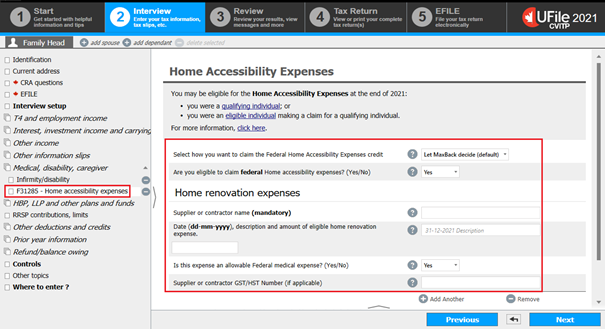 1 Start
Get started with helpful
information and tips
2 Interview
Enter your tax information,
tax slips, etc.
3 Review
Review your results, view
messages and more
4 Tax Return
View or print your complete
tax return(s)
5 EFILE
File your tax return
electronically
UFile 2021
CVITP
Family Head
add spouse
add dependant
delete selected
Identification
Current address
CRA questions
EFILE
Interview setup
T4 and employment income
Interest, investment income and carrying
Other income
Other information slips
Medical, disability, caregiver
Infirmity/disability
F31285 - Home accessibility expenses
HBP, LLP and other plans and funds
RRSP contributions, limits
Other deductions and credits
Prior year information
Refund/balance owing
Controls
Other topics
Where to enter ?
Home Accessibility Expenses
You may be eligible for the Home Accessibility Expenses at the end of 2021:
• you were a qualifying individual; or
• you were an eligible individual making a claim for a qualifying individual.
For more information, click here.
Select how you want to claim the Federal Home Accessibility Expenses credit
? Let MaxBack decide (default)
Are you eligible to claim federal Home accessibility expenses? (Yes/No)
? Yes
Home renovation expenses
Supplier or contractor name (mandatory)
?
Date (dd-mm-yyyy), description and amount of eligible home renovation
expense.
? 31-12-2021 Description
Is this expense an allowable Federal medical expense? (Yes/No)
? Yes
Supplier or contractor GST/HST Number (if applicable)
?
Add Another
Remove
Previous
Next